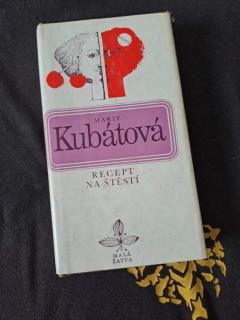 MARIE
Kubátová
RECEPT
NA ŠTĚSTÍ
MALÁ
ŽATVA